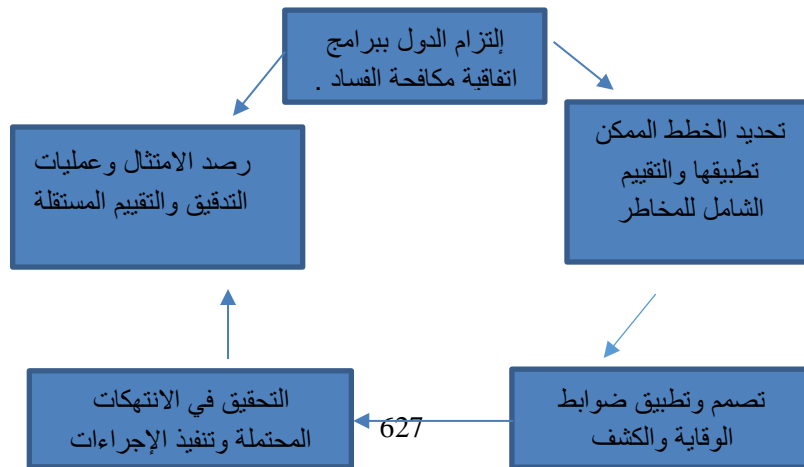 إلتزام الدول ببرامج
اتفاقية مكافحة الفساد .
تحديد الخطط الممكن
تطبيقها والتقييم
الشامل للمخاطر
رصد الامتثال وعمليات
التدقيق والتقييم المستقلة
تصمم وتطبيق ضوابط
الوقاية والكشف
التحقيق في الانتهكات
المحتملة وتنفيذ الإجراءات
627